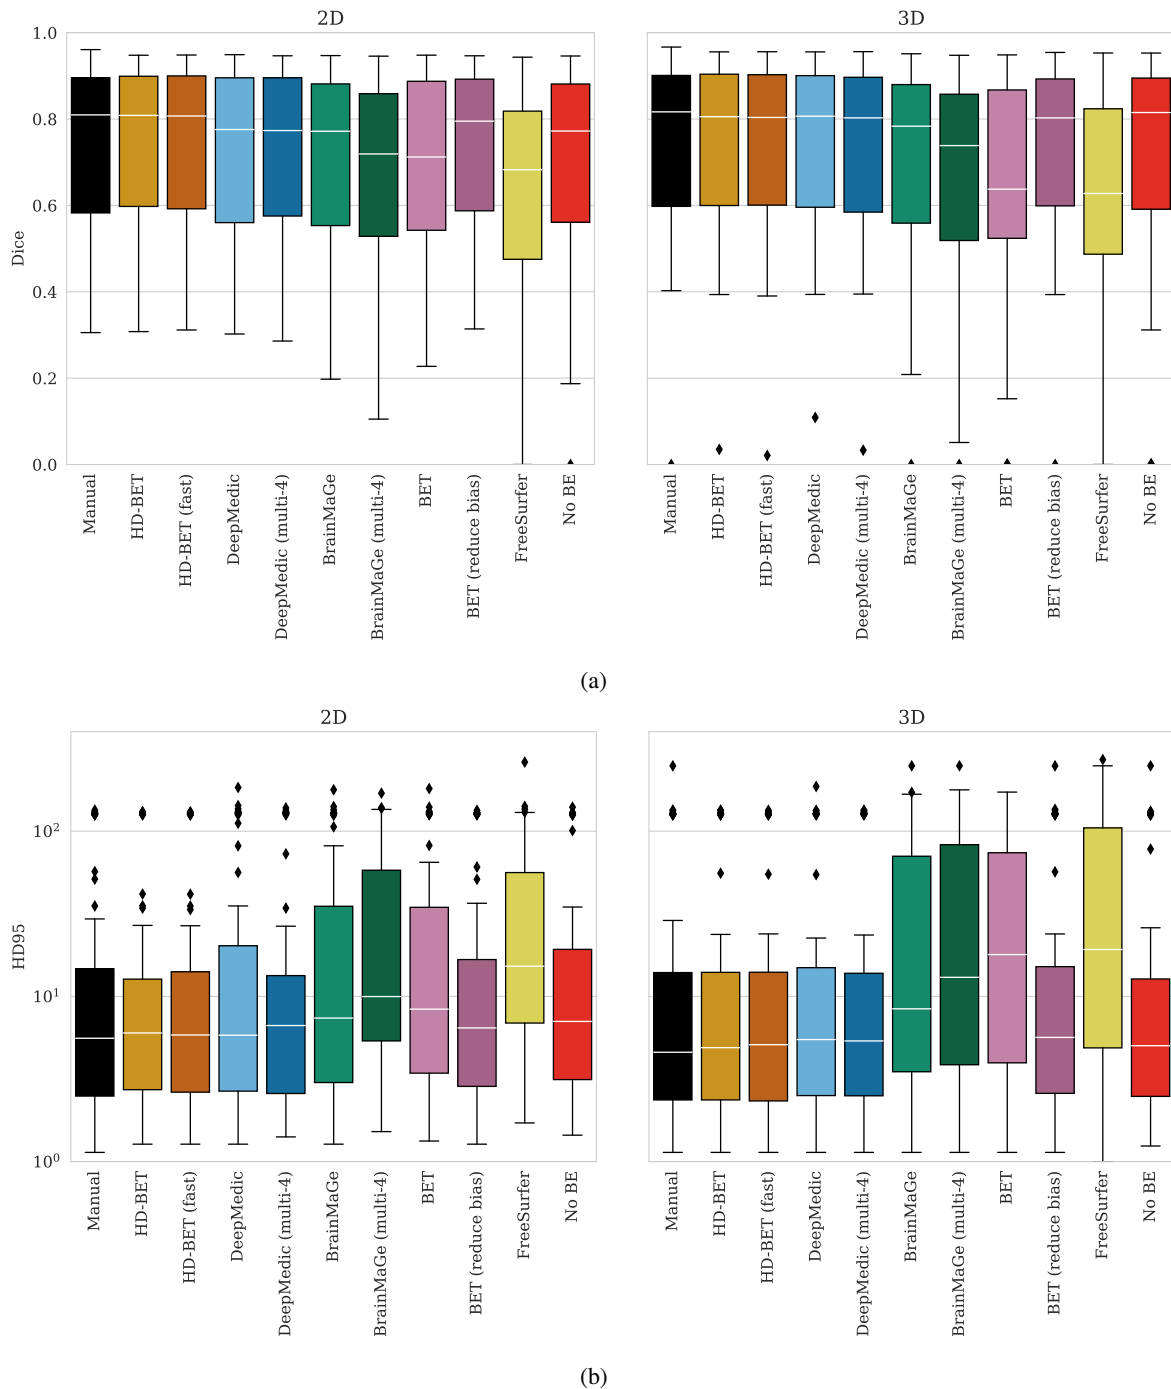 2D
3D
1.0
0.8
0.6
0.4
0.2
0.0
Dice
Manual
HD-BET
HD-BET (fast)
DeepMedic
DeepMedic (multi-4)
BrainMaGe
BrainMaGe (multi-4)
BET
BET (reduce bias)
FreeSurfer
No BE
Manual
HD-BET
HD-BET (fast)
DeepMedic
DeepMedic (multi-4)
BrainMaGe
BrainMaGe (multi-4)
BET
BET (reduce bias)
FreeSurfer
No BE
(a)
2D
3D
10²
10¹
10⁰
HD95
Manual
HD-BET
HD-BET (fast)
DeepMedic
DeepMedic (multi-4)
BrainMaGe
BrainMaGe (multi-4)
BET
BET (reduce bias)
FreeSurfer
No BE
Manual
HD-BET
HD-BET (fast)
DeepMedic
DeepMedic (multi-4)
BrainMaGe
BrainMaGe (multi-4)
BET
BET (reduce bias)
FreeSurfer
No BE
(b)